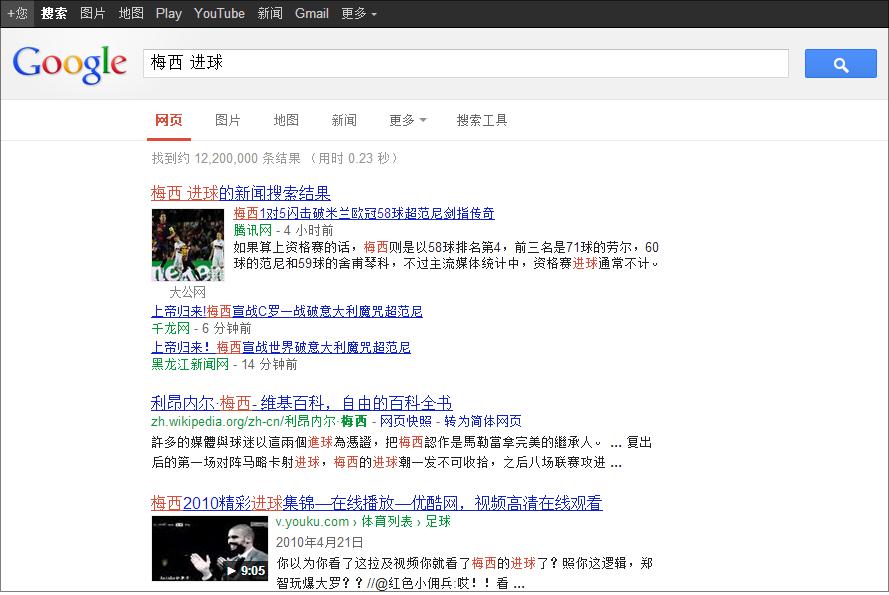 +您 搜索 图片 地图 Play YouTube 新闻 Gmail 更多
Google
梅西 进球
网页 图片 地图 新闻 更多 搜索工具
找到约 12,200,000 条结果 （用时 0.23 秒）
梅西 进球的新闻搜索结果
梅西1对5闪击破米兰欧冠58球超范尼剑指传奇
腾讯网 - 4 小时前
如果算上资格赛的话，梅西则是以58球排名第4，前三名是71球的劳尔，60
球的范尼和59球的舍甫琴科，不过主流媒体统计中，资格赛进球通常不计。
大公网
上帝归来!梅西宣战C罗一战破意大利魔咒超范尼
千龙网 - 6 分钟前
上帝归来！梅西宣战世界破意大利魔咒超范尼
黑龙江新闻网 - 14 分钟前
利昂内尔·梅西- 维基百科，自由的百科全书
zh.wikipedia.org/zh-cn/利昂内尔·梅西 - 网页快照 - 转为简体网页
許多的媒體與球迷以這兩個進球為憑證，把梅西認作是馬勒當拿完美的繼承人。 ... 复出
后的第一场对阵马略卡射进球，梅西的进球潮一发不可收拾，之后八场联赛攻进 ...
梅西2010精彩进球集锦—在线播放—优酷网，视频高清在线观看
v.youku.com › 体育列表 › 足球
2010年4月21日
9:05
你以为你看了这拉及视频你就看了梅西的进球了？照你这逻辑，郑
智玩爆大罗？？//@红色小佣兵:哎！！看 ...